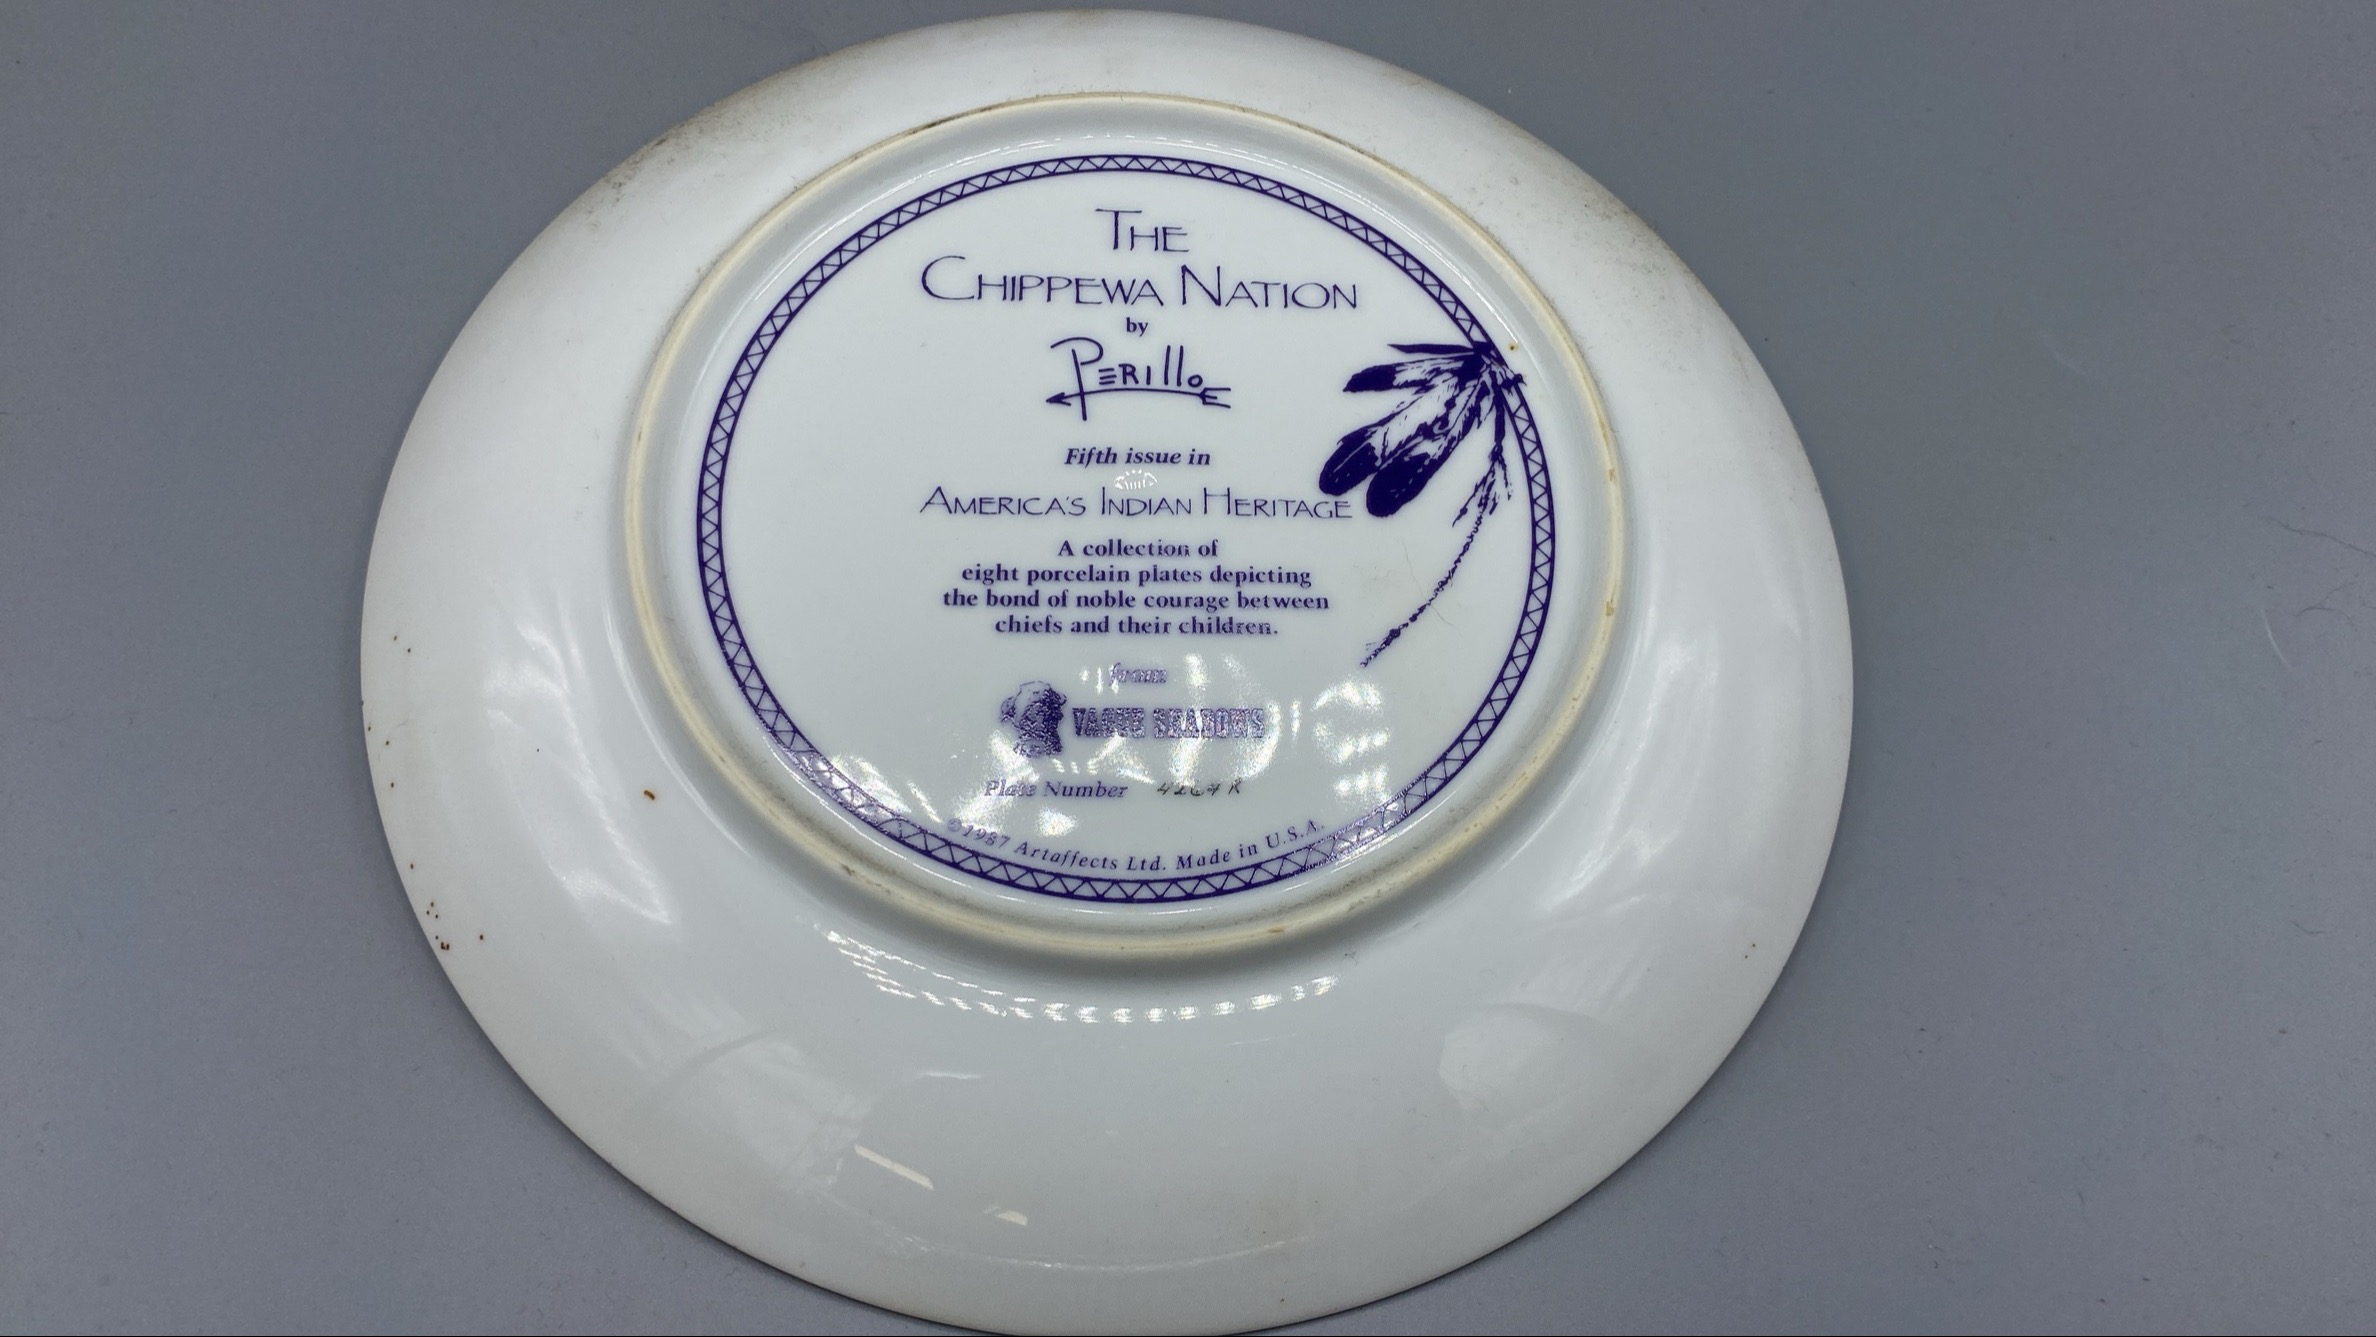 THE
CHIPPEWA NATION
by
PERILLO
Fifth issue in
AMERICA'S INDIAN HERITAGE
A collection of
eight porcelain plates depicting
the bond of noble courage between
chiefs and their children.
from
VAGUE SHADOWS
Plate Number
©1987 Artaffects Ltd. Made in U.S.A.